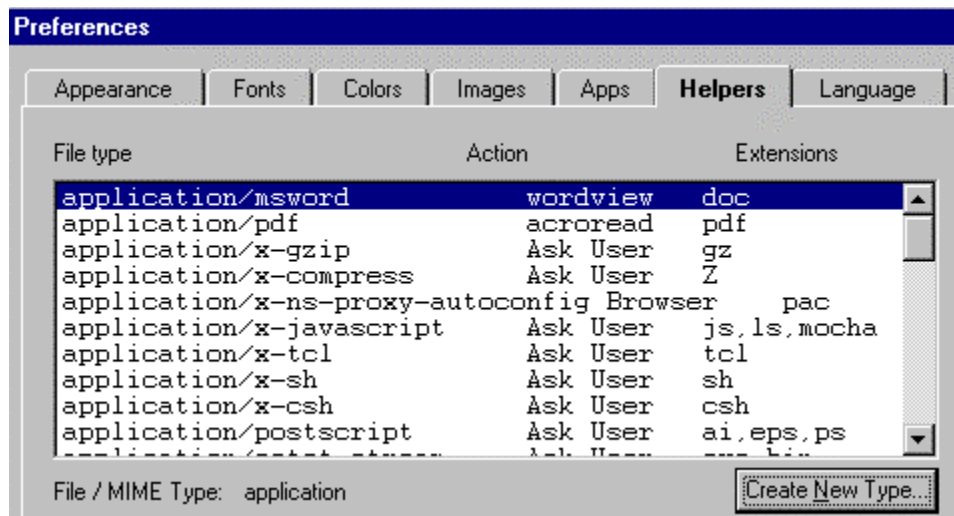 Preferences
Appearance Fonts Colors Images Apps Helpers Language
File type Action Extensions
application/msword wordview doc
application/pdf acroread pdf
application/x-gzip Ask User gz
application/x-compress Ask User Z
application/x-ns-proxy-autoconfig Browser pac
application/x-javascript Ask User js,ls,mocha
application/x-tcl Ask User tcl
application/x-sh Ask User sh
application/x-csh Ask User csh
application/postscript Ask User ai,eps,ps
File / MIME Type: application Create New Type...